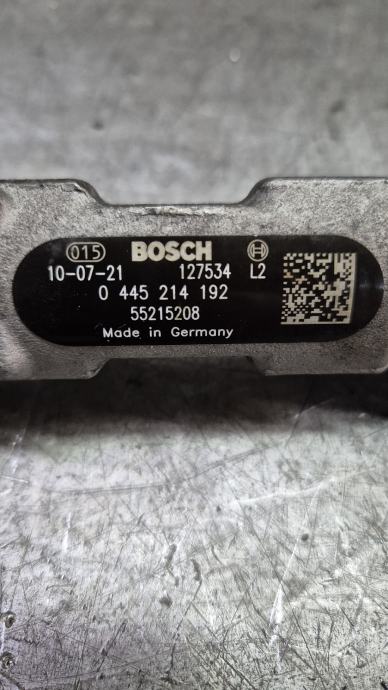 015 BOSCH
10-07-21 127534 L2
0 445 214 192
55215208
Made in Germany